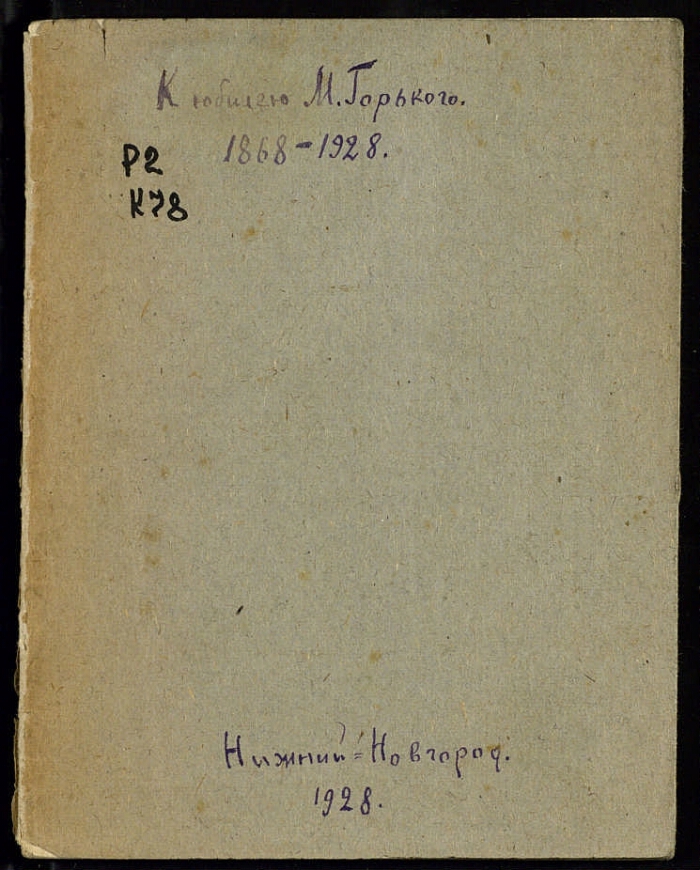 К юбилею М. Горького.
1868-1928.
Р2
К78
Нижний=Новгород.
1928.